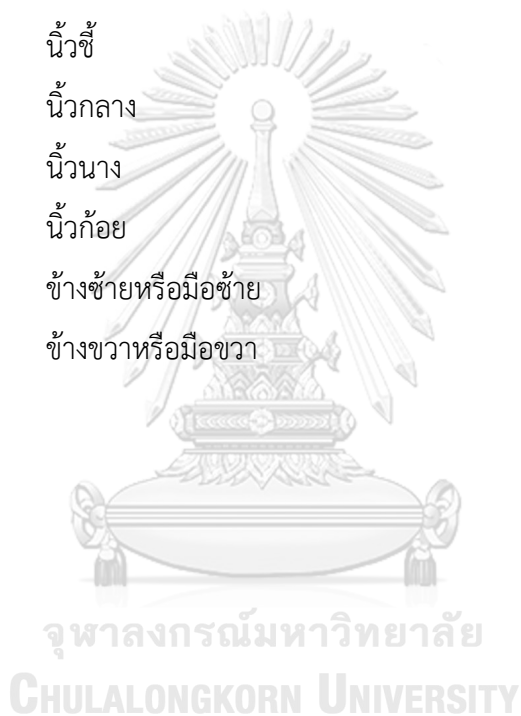 นิ้วชี้
นิ้วกลาง
นิ้วนาง
นิ้วก้อย
ข้างซ้ายหรือมือซ้าย
ข้างขวาหรือมือขวา
จุฬาลงกรณ์มหาวิทยาลัย
CHULALONGKORN UNIVERSITY